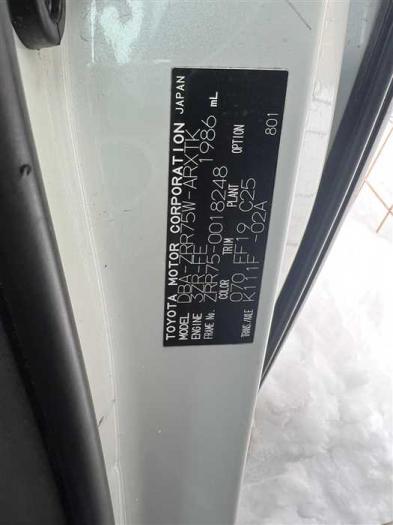 TOYOTA MOTOR CORPORATION JAPAN
MODEL DBA-ZRR75W-ARXTK
ENGINE 3ZR-FE 1986 mL
FRAME No. ZRR75-0018248
COLOR TRIM PLANT OPTION
070 EF19 C25 801
TRANS./AXLE K111F -02A